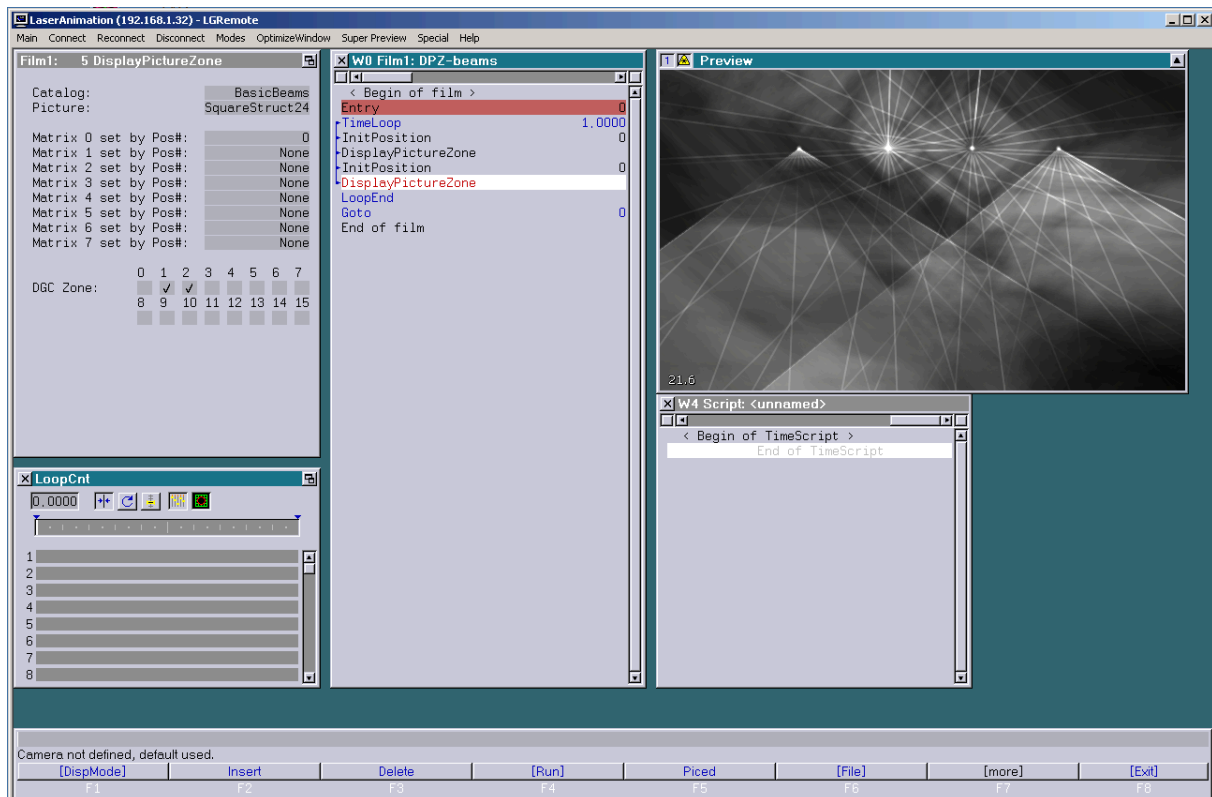 LaserAnimation (192.168.1.32) - LGRemote
Main Connect Reconnect Disconnect Modes OptimizeWindow Super Preview Special Help
Film1: 5 DisplayPictureZone
Catalog: BasicBeams
Picture: SquareStruct24
Matrix 0 set by Pos#: 0
Matrix 1 set by Pos#: None
Matrix 2 set by Pos#: None
Matrix 3 set by Pos#: None
Matrix 4 set by Pos#: None
Matrix 5 set by Pos#: None
Matrix 6 set by Pos#: None
Matrix 7 set by Pos#: None
0 1 2 3 4 5 6 7
DGC Zone:
8 9 10 11 12 13 14 15
LoopCnt
0.0000
1
2
3
4
5
6
7
8
W0 Film1: DPZ-beams
< Begin of film >
Entry 0
TimeLoop 1.0000
InitPosition 0
DisplayPictureZone
InitPosition 0
DisplayPictureZone
LoopEnd
Goto 0
End of film
1 Preview
21.6
W4 Script: <unnamed>
< Begin of TimeScript >
End of TimeScript
Camera not defined, default used.
[DispMode] Insert Delete [Run] Piced [File] [more] [Exit]
F1 F2 F3 F4 F5 F6 F7 F8